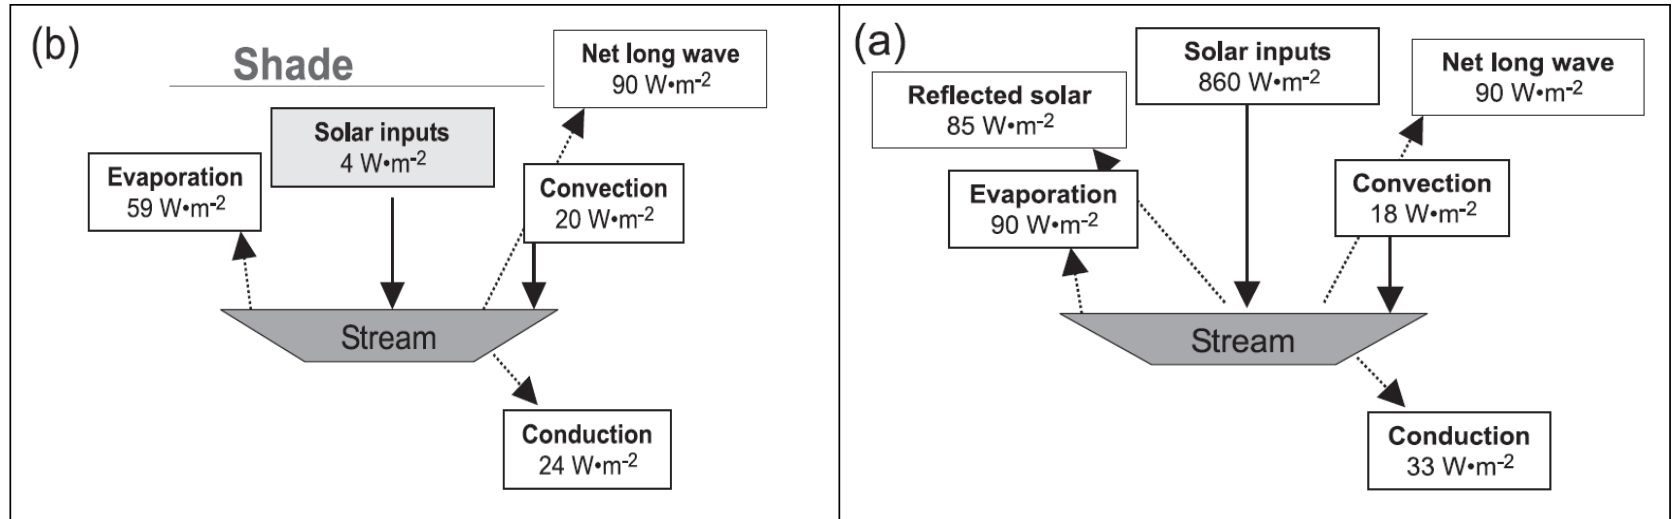 (b)
Shade
Net long wave
90 W•m-2
Solar inputs
4 W•m-2
Evaporation
59 W•m-2
Convection
20 W•m-2
Stream
Conduction
24 W•m-2
(a)
Solar inputs
860 W•m-2
Net long wave
90 W•m-2
Reflected solar
85 W•m-2
Evaporation
90 W•m-2
Convection
18 W•m-2
Stream
Conduction
33 W•m-2